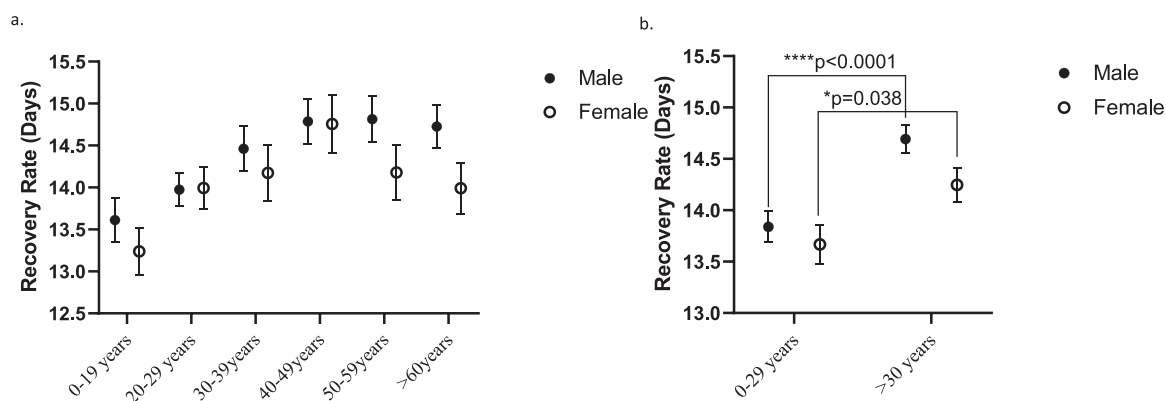 a.
Recovery Rate (Days)
15.5
15.0
14.5
14.0
13.5
13.0
12.5
0-19 years
20-29 years
30-39years
40-49years
50-59years
>60years
Male
Female
b.
Recovery Rate (Days)
15.5
15.0
14.5
14.0
13.5
13.0
****p<0.0001
*p=0.038
0-29 years
>30 years
Male
Female